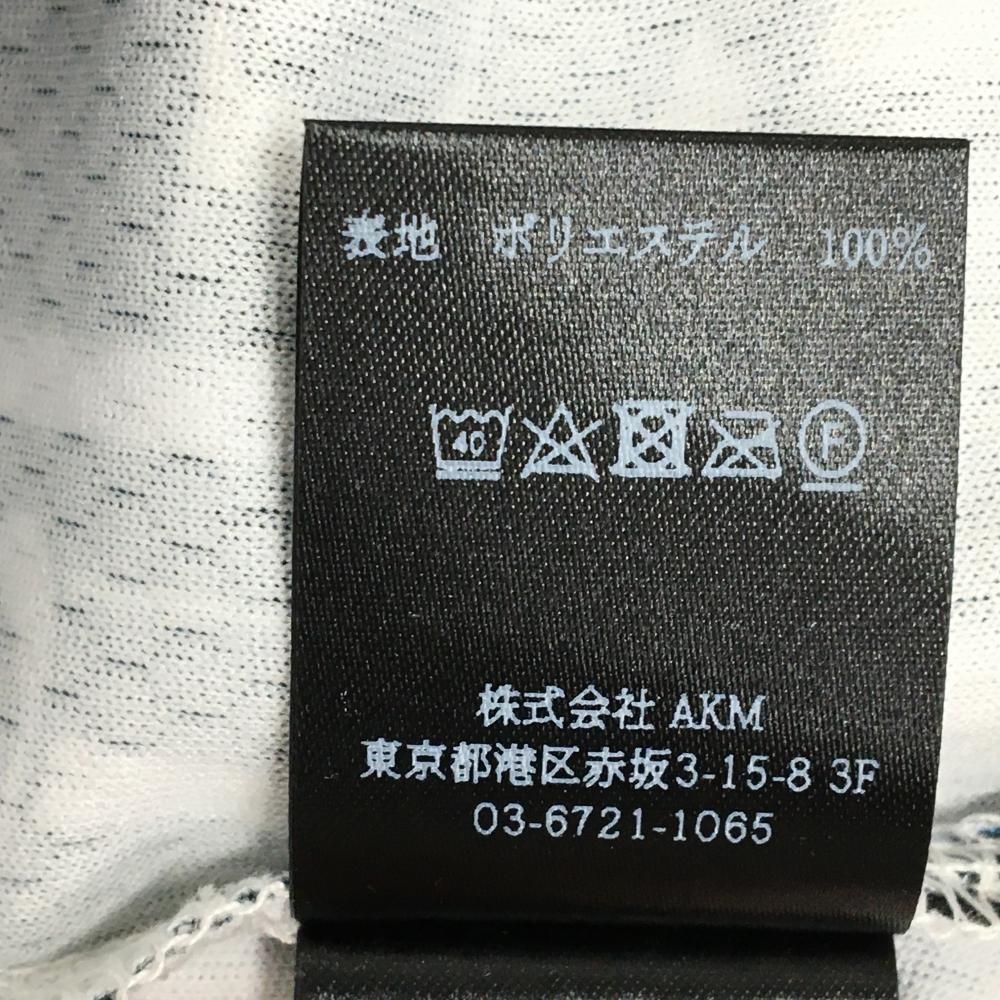 表地　ポリエステル　100%
40 F
株式会社 AKM
東京都港区赤坂3-15-8 3F
03-6721-1065